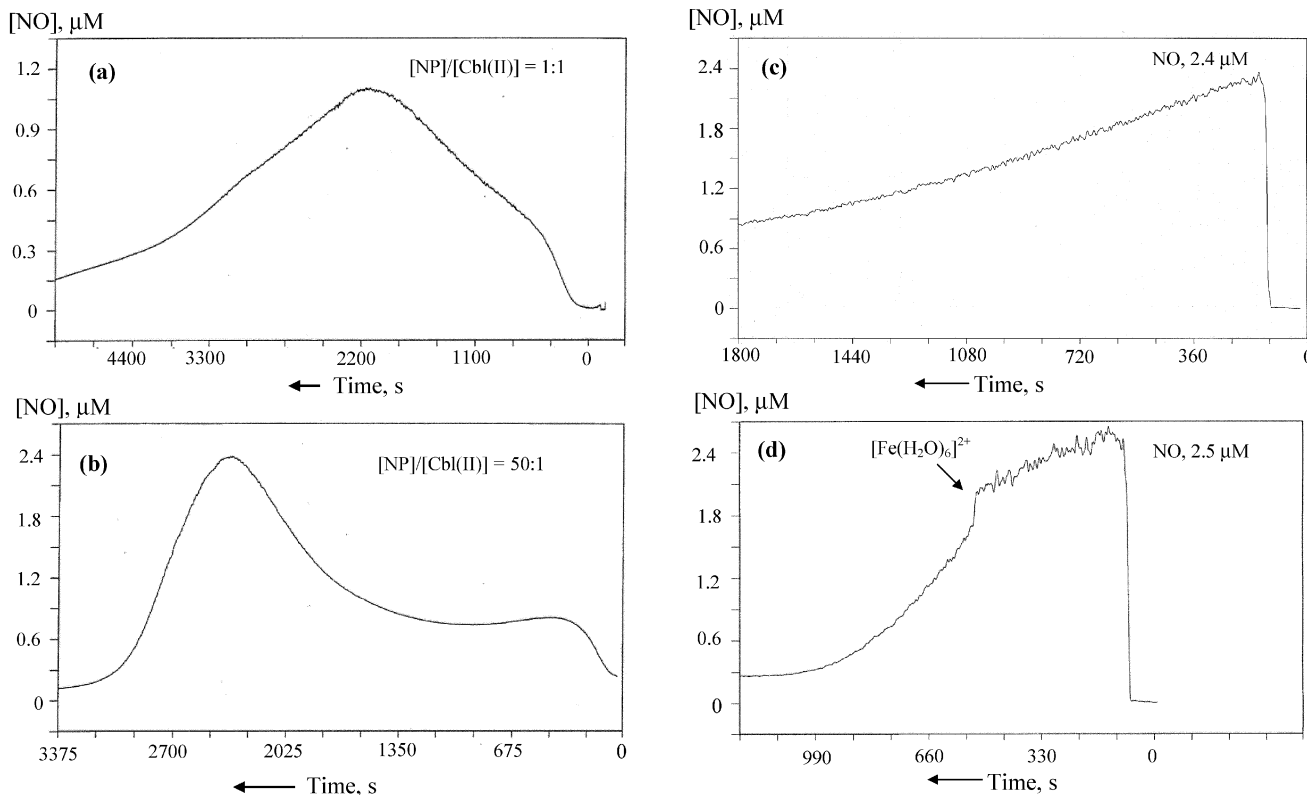 [NO], μM
(a)
[NP]/[Cbl(II)] = 1:1
1.2
0.9
0.6
0.3
0
4400 3300 2200 1100 0
Time, s
[NO], μM
(b)
[NP]/[Cbl(II)] = 50:1
2.4
1.8
1.2
0.6
0
3375 2700 2025 1350 675 0
Time, s
[NO], μM
(c)
NO, 2.4 μM
2.4
1.8
1.2
0.6
0
1800 1440 1080 720 360 0
Time, s
[NO], μM
(d)
[Fe(H₂O)₆]²⁺
NO, 2.5 μM
2.4
1.8
1.2
0.6
0
990 660 330 0
Time, s